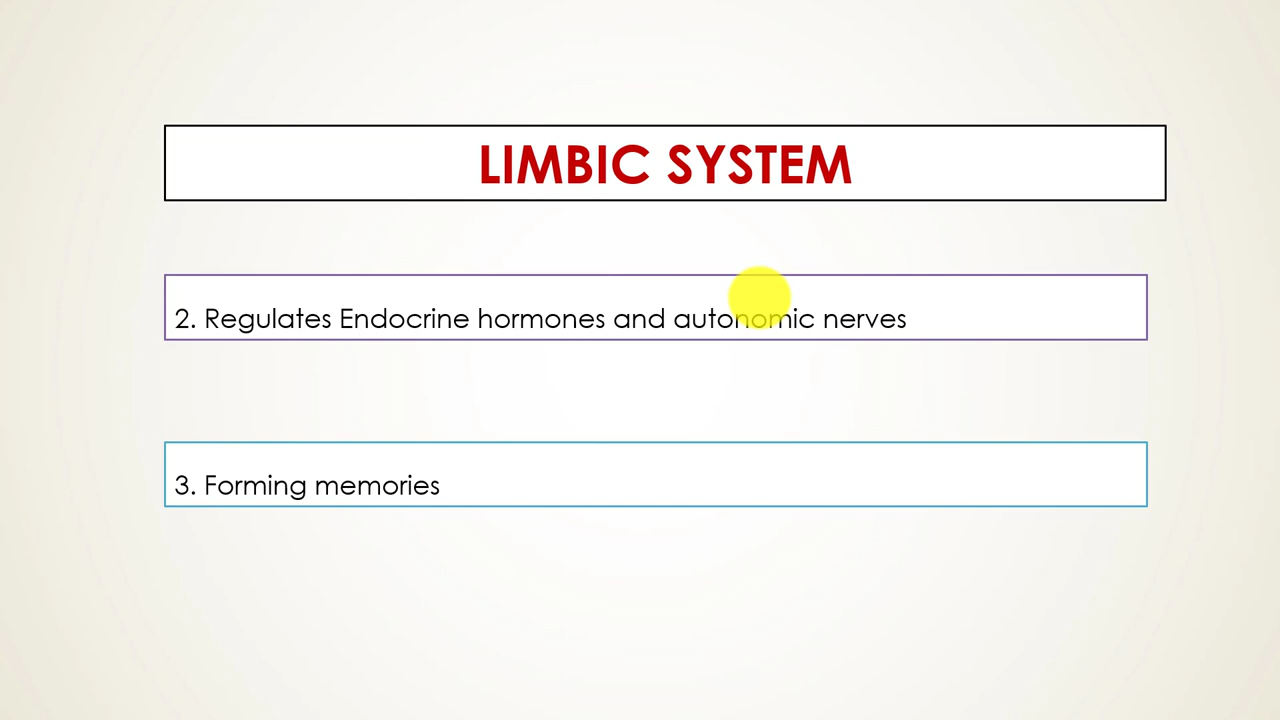 LIMBIC SYSTEM
2. Regulates Endocrine hormones and autonomic nerves
3. Forming memories